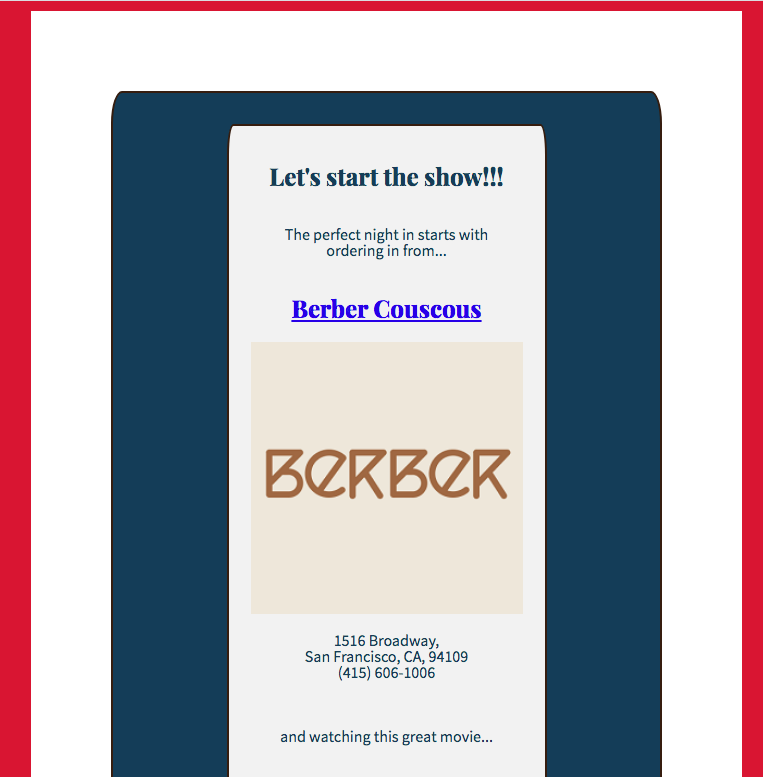 Let's start the show!!!
The perfect night in starts with
ordering in from...
Berber Couscous
BERBER
1516 Broadway,
San Francisco, CA, 94109
(415) 606-1006
and watching this great movie...